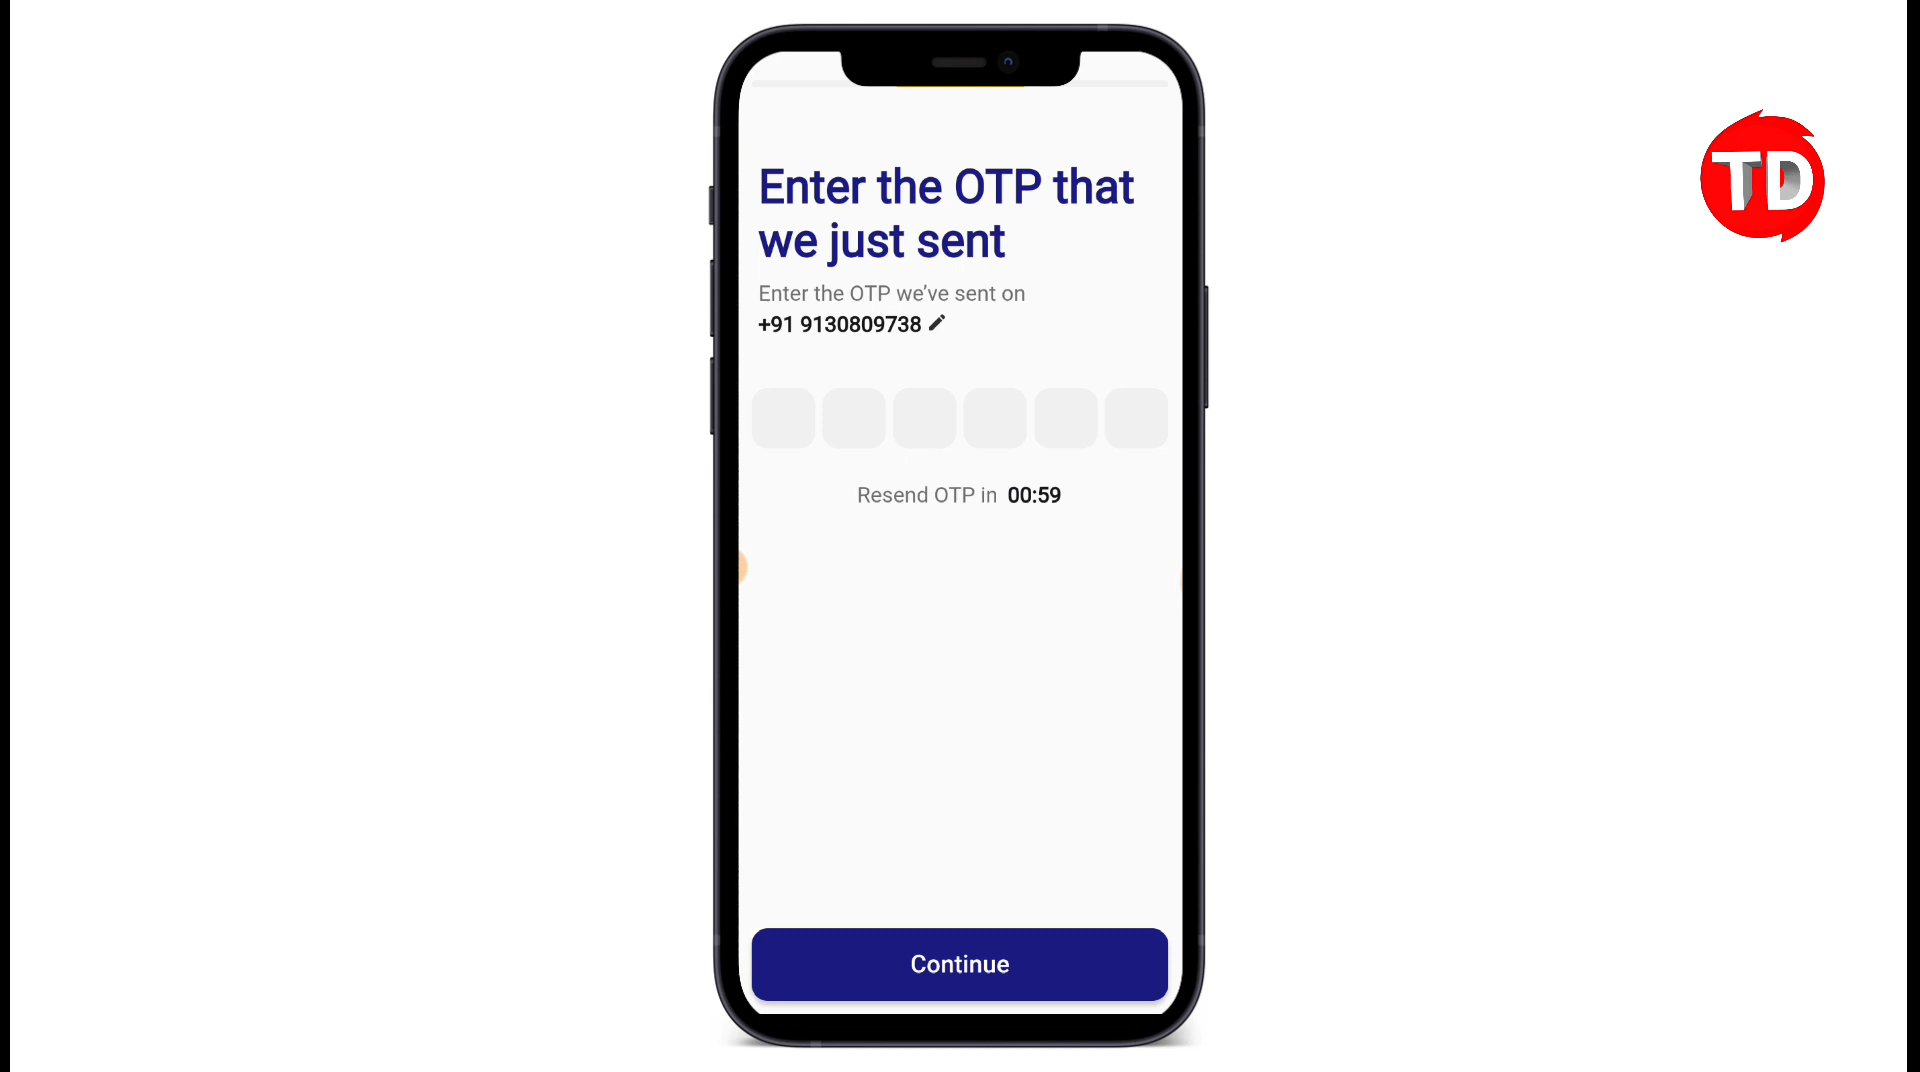 TD
Enter the OTP that
we just sent
Enter the OTP we’ve sent on
+91 9130809738
Resend OTP in 00:59
Continue